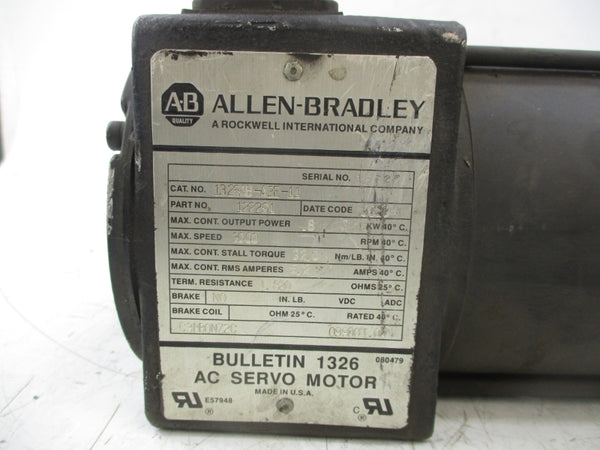 A-B
QUALITY
ALLEN-BRADLEY
A ROCKWELL INTERNATIONAL COMPANY
SERIAL NO.
CAT. NO.
PART NO. DATE CODE
MAX. CONT. OUTPUT POWER KW 40° C.
MAX. SPEED RPM 40° C.
MAX. CONT. STALL TORQUE Nm/LB. IN. 40° C.
MAX. CONT. RMS AMPERES AMPS 40° C.
TERM. RESISTANCE OHMS 25° C.
BRAKE NO IN. LB. VDC ADC
BRAKE COIL OHM 25° C. RATED 40° C.
BULLETIN 1326 080479
AC SERVO MOTOR
MADE IN U.S.A.
E57948
C